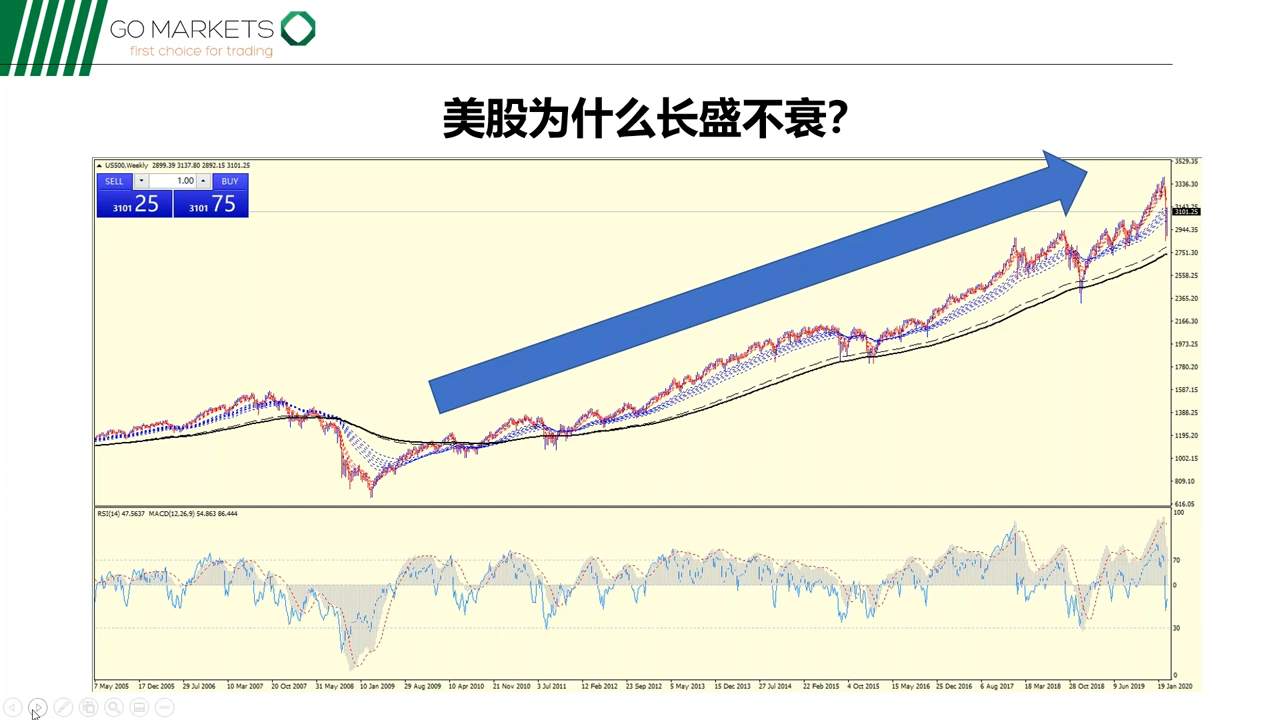 GO MARKETS
first choice for trading
美股为什么长盛不衰？
US500,Weekly 2899.39 3137.80 2892.15 3101.25
SELL 1.00 BUY
3101 25 3101 75
3529.35
3336.30
3143.25
3101.25
2944.35
2751.30
2558.25
2365.20
2166.30
1973.25
1780.20
1587.15
1388.25
1195.20
1002.15
809.10
616.05
RSI(14) 47.5637 MACD(12,26,9) 54.863 86.444
100
70
0
30
0
7 May 2005 17 Dec 2005 29 Jul 2006 10 Mar 2007 20 Oct 2007 31 May 2008 10 Jan 2009 29 Aug 2009 10 Apr 2010 21 Nov 2010 3 Jul 2011 12 Feb 2012 23 Sep 2012 5 May 2013 15 Dec 2013 27 Jul 2014 22 Feb 2015 4 Oct 2015 15 May 2016 25 Dec 2016 6 Aug 2017 18 Mar 2018 28 Oct 2018 9 Jun 2019 19 Jan 2020